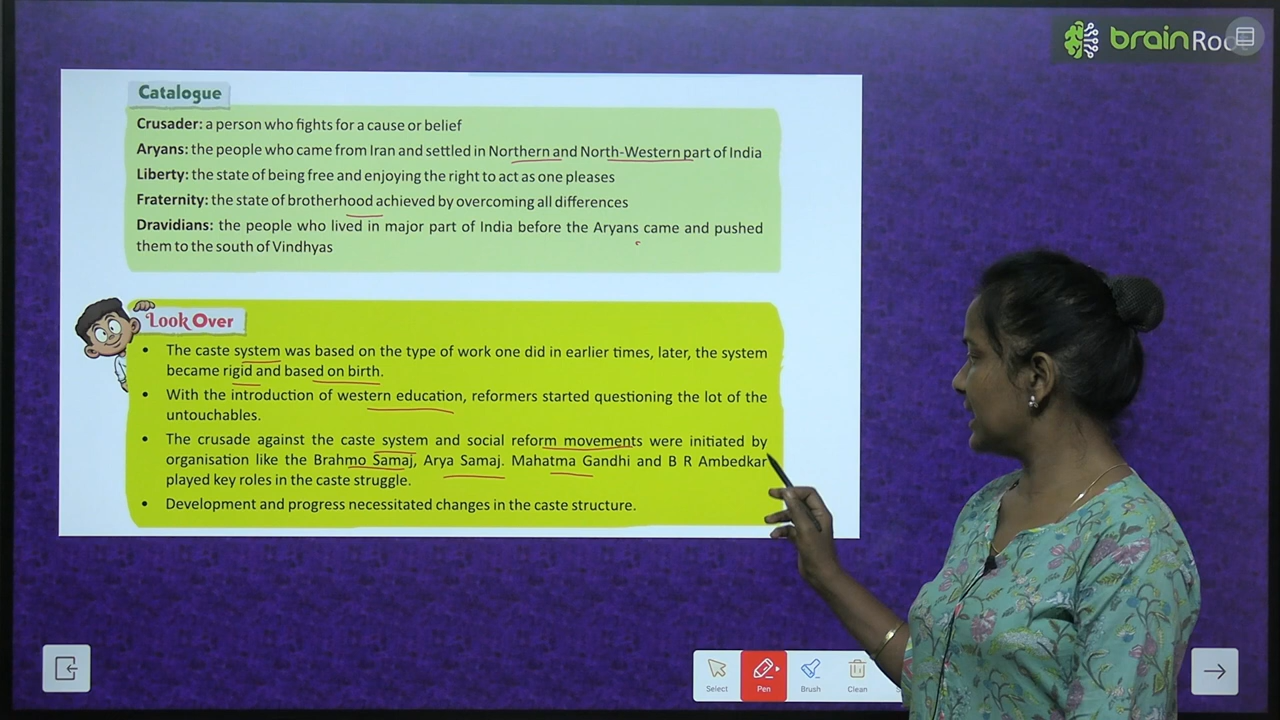 brainRoot
Catalogue
Crusader: a person who fights for a cause or belief
Aryans: the people who came from Iran and settled in Northern and North-Western part of India
Liberty: the state of being free and enjoying the right to act as one pleases
Fraternity: the state of brotherhood achieved by overcoming all differences
Dravidians: the people who lived in major part of India before the Aryans came and pushed
them to the south of Vindhyas
Look Over
• The caste system was based on the type of work one did in earlier times, later, the system
became rigid and based on birth.
• With the introduction of western education, reformers started questioning the lot of the
untouchables.
• The crusade against the caste system and social reform movements were initiated by
organisation like the Brahmo Samaj, Arya Samaj. Mahatma Gandhi and B R Ambedkar
played key roles in the caste struggle.
• Development and progress necessitated changes in the caste structure.
Select Pen Brush Clean